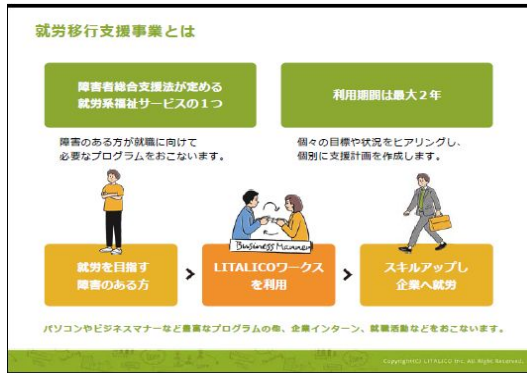 就労移行支援事業とは
障害者総合支援法が定める
就労系福祉サービスの1つ
利用期間は最大2年
障害のある方が就職に向けて
必要なプログラムをおこないます。
個々の目標や状況をヒアリングし、
個別に支援計画を作成します。
Business Manner
就労を目指す
障害のある方
>
LITALICOワークス
を利用
>
スキルアップし
企業へ就労
パソコンやビジネスマナーなど豊富なプログラムの他、企業インターン、就職活動などをおこないます。
Copyright(C) LITALICO Inc. All Right Reserved.